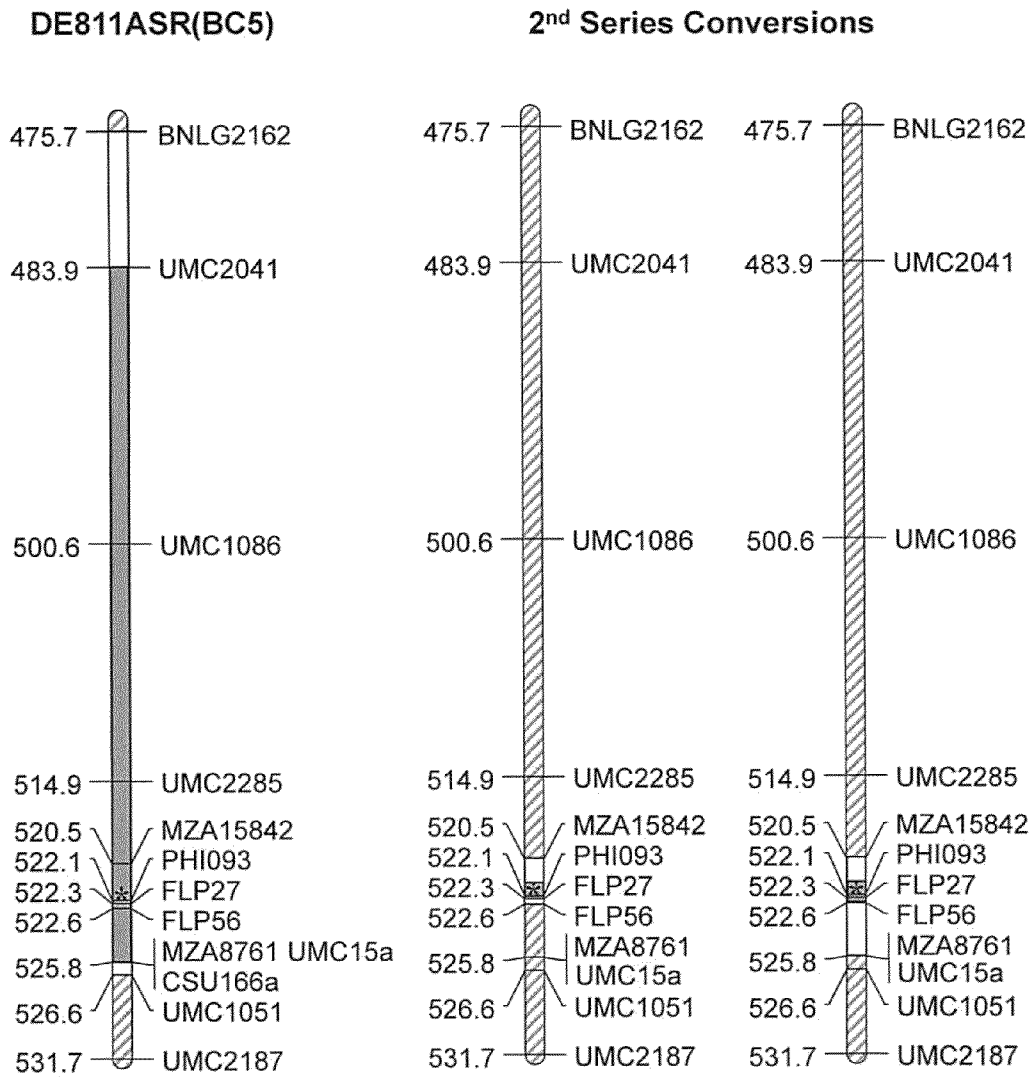 DE811ASR(BC5)
2nd Series Conversions
475.7 BNLG2162
483.9 UMC2041
500.6 UMC1086
514.9 UMC2285
520.5 MZA15842
522.1 PHI093
522.3 * FLP27
522.6 FLP56
525.8 MZA8761 UMC15a
CSU166a
526.6 UMC1051
531.7 UMC2187
475.7 BNLG2162
483.9 UMC2041
500.6 UMC1086
514.9 UMC2285
520.5 MZA15842
522.1 PHI093
522.3 * FLP27
522.6 FLP56
525.8 MZA8761
UMC15a
526.6 UMC1051
531.7 UMC2187
475.7 BNLG2162
483.9 UMC2041
500.6 UMC1086
514.9 UMC2285
520.5 MZA15842
522.1 PHI093
522.3 * FLP27
522.6 FLP56
525.8 MZA8761
UMC15a
526.6 UMC1051
531.7 UMC2187